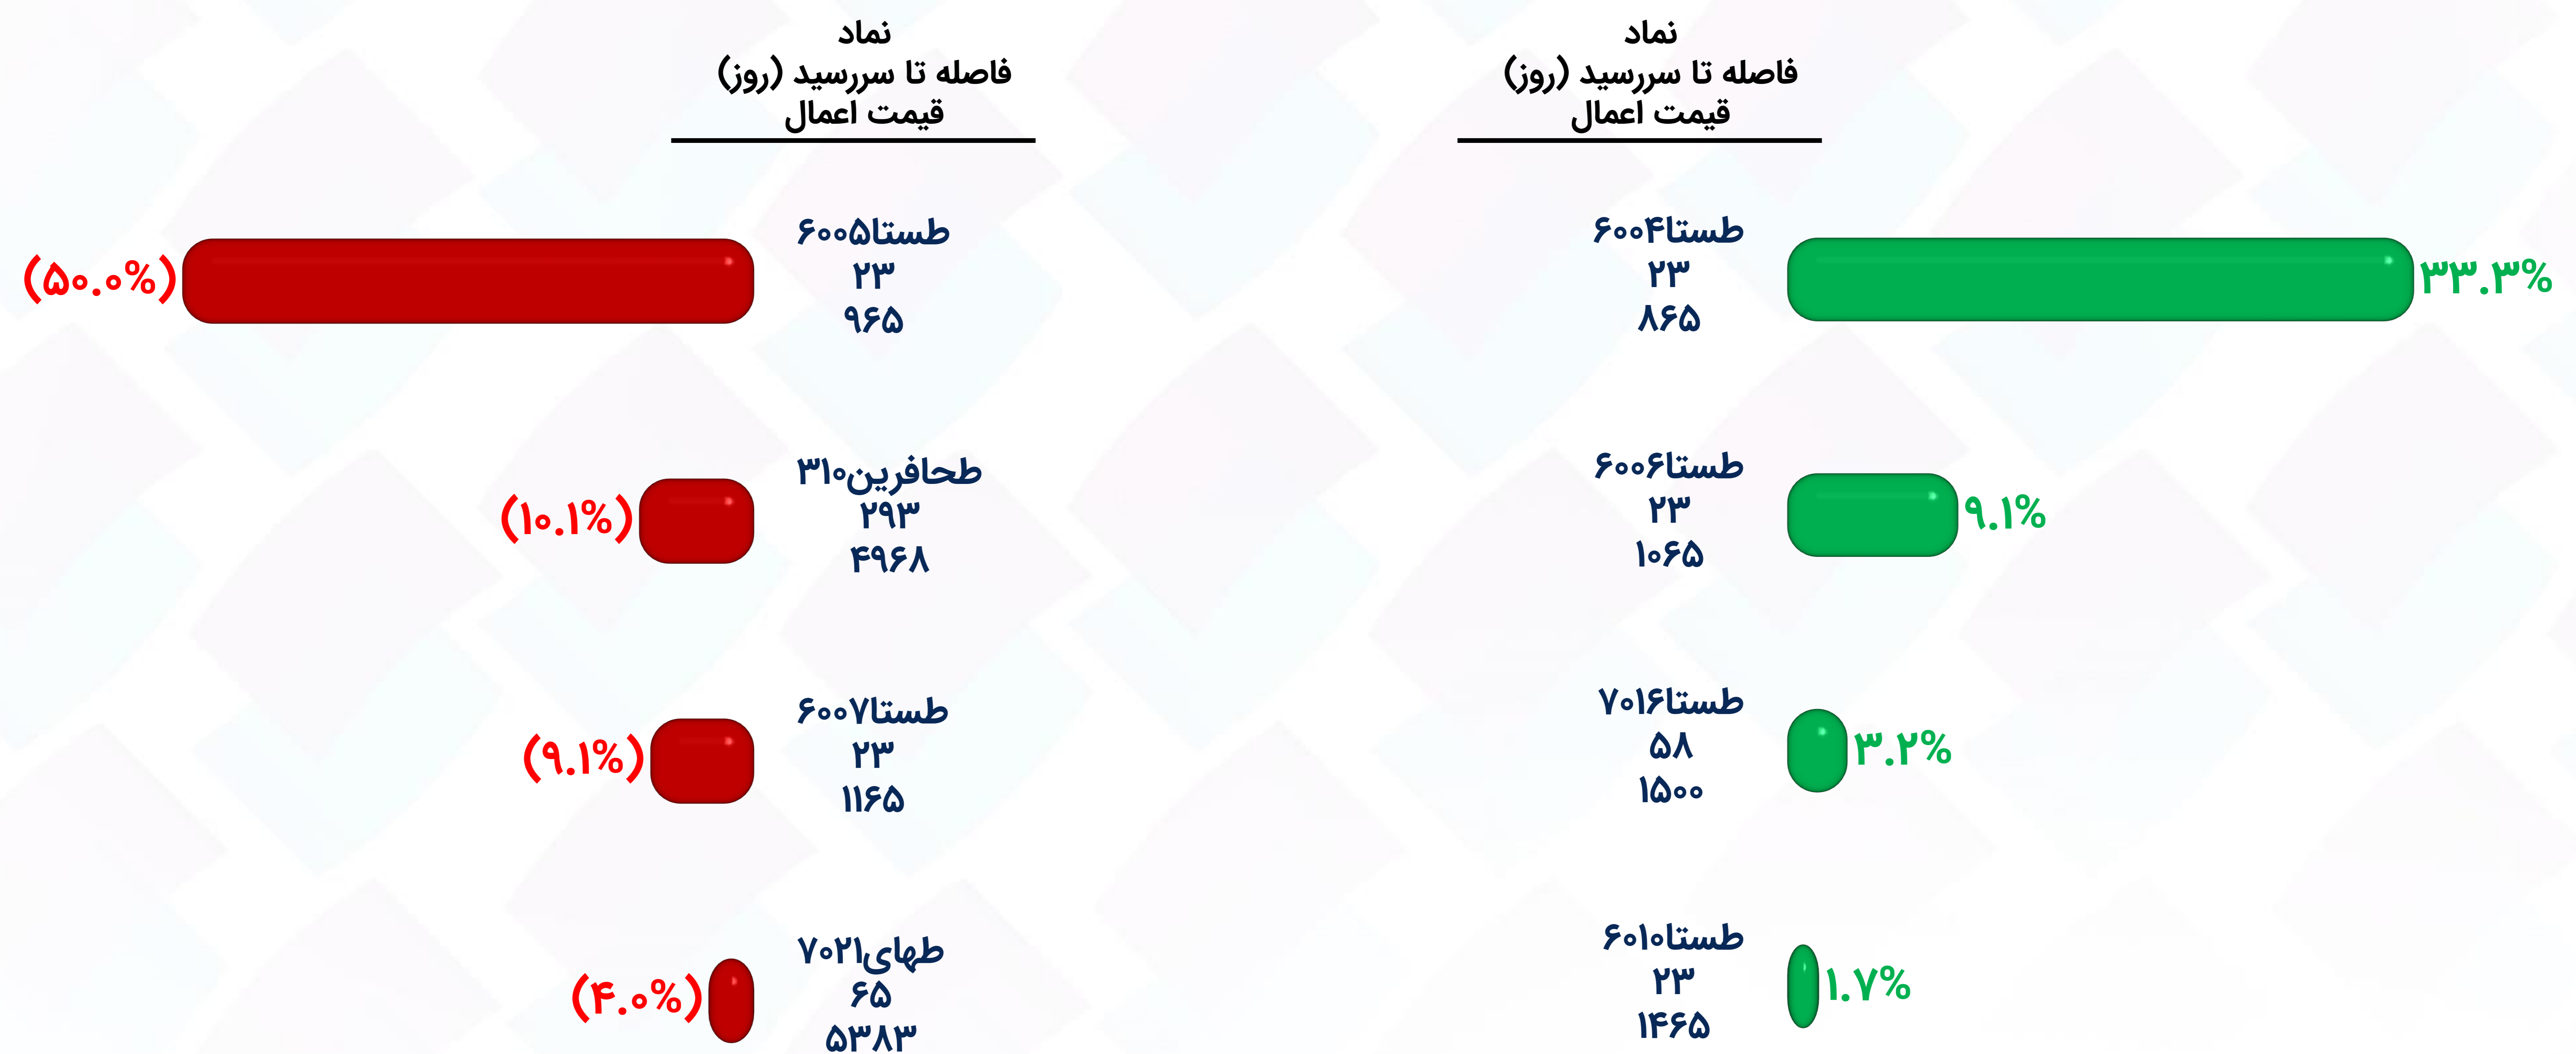 نماد
فاصله تا سررسید (روز)
قیمت اعمال
طستا۶۰۰۴
۲۳
۸۶۵
۳۳.۳%
طستا۶۰۰۶
۲۳
۱۰۶۵
۹.۱%
طستا۷۰۱۶
۵۸
۱۵۰۰
۳.۲%
طستا۶۰۱۰
۲۳
۱۴۶۵
۱.۷%
نماد
فاصله تا سررسید (روز)
قیمت اعمال
طستا۶۰۰۵
۲۳
۹۶۵
(۵۰.۰%)
طحافرین۳۱۰
۲۹۳
۴۹۶۸
(۱۰.۱%)
طستا۶۰۰۷
۲۳
۱۱۶۵
(۹.۱%)
طهای۷۰۲۱
۶۵
۵۳۸۳
(۴.۰%)